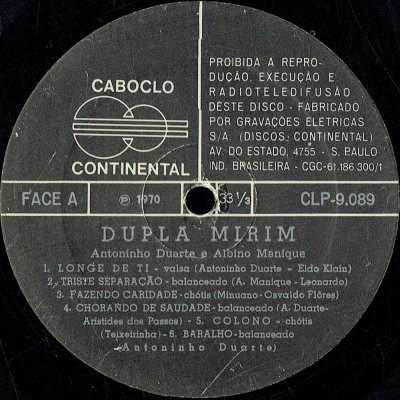 CABOCLO
CONTINENTAL
PROIBIDA A REPRO-
DUÇÃO, EXECUÇÃO E
RADIOTELEDIFUSÃO
DESTE DISCO - FABRICADO
POR GRAVAÇÕES ELÉTRICAS
S/A. (DISCOS CONTINENTAL)
AV. DO ESTADO, 4755 - S. PAULO
IND. BRASILEIRA - CGC-61.186.300/1
FACE A
℗ 1970
33 1/3
CLP-9.089
DUPLA MIRIM
Antoninho Duarte e Albino Manique
1. LONGE DE TI - valsa (Antoninho Duarte - Eldo Klain)
2. TRISTE SEPARAÇÃO - balanceado (A. Manique - Leonardo)
3. FAZENDO CARIDADE - chótis (Minuano - Osvaldo Flôres)
4. CHORANDO DE SAUDADE - balanceado (A. Duarte-
Aristides dos Passos) - 5. COLONO - chótis
(Teixeirinha) - 6. BARALHO - balanceado
(Antoninho Duarte)